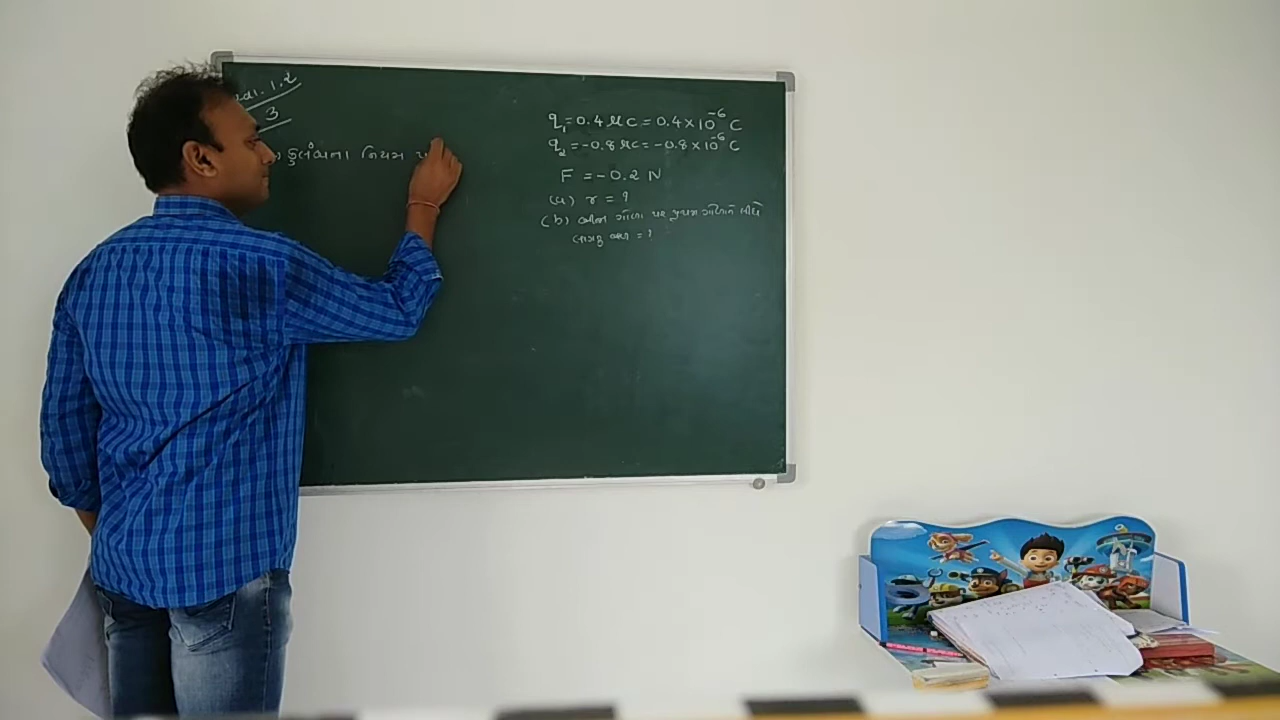 સ્વા. 1.2
3
કુલંબના નિયમ
q₁ = 0.4 μC = 0.4 × 10⁻⁶ C
q₂ = -0.8 μC = -0.8 × 10⁻⁶ C
F = -0.2 N
(a) r = ?
(b) બીજા ગોળા પર પ્રથમ ગોળાને લીધે
લાગતું બળ = ?